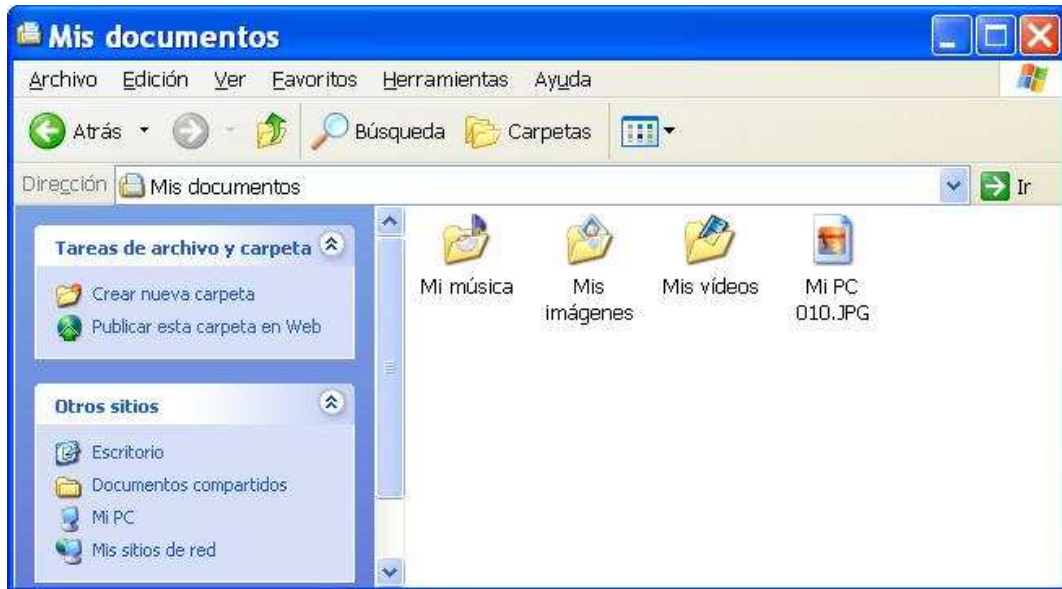 Mis documentos
Archivo Edición Ver Favoritos Herramientas Ayuda
Atrás Búsqueda Carpetas
Dirección Mis documentos Ir
Tareas de archivo y carpeta
Crear nueva carpeta
Publicar esta carpeta en Web
Otros sitios
Escritorio
Documentos compartidos
Mi PC
Mis sitios de red
Mi música
Mis
imágenes
Mis vídeos
Mi PC
010.JPG